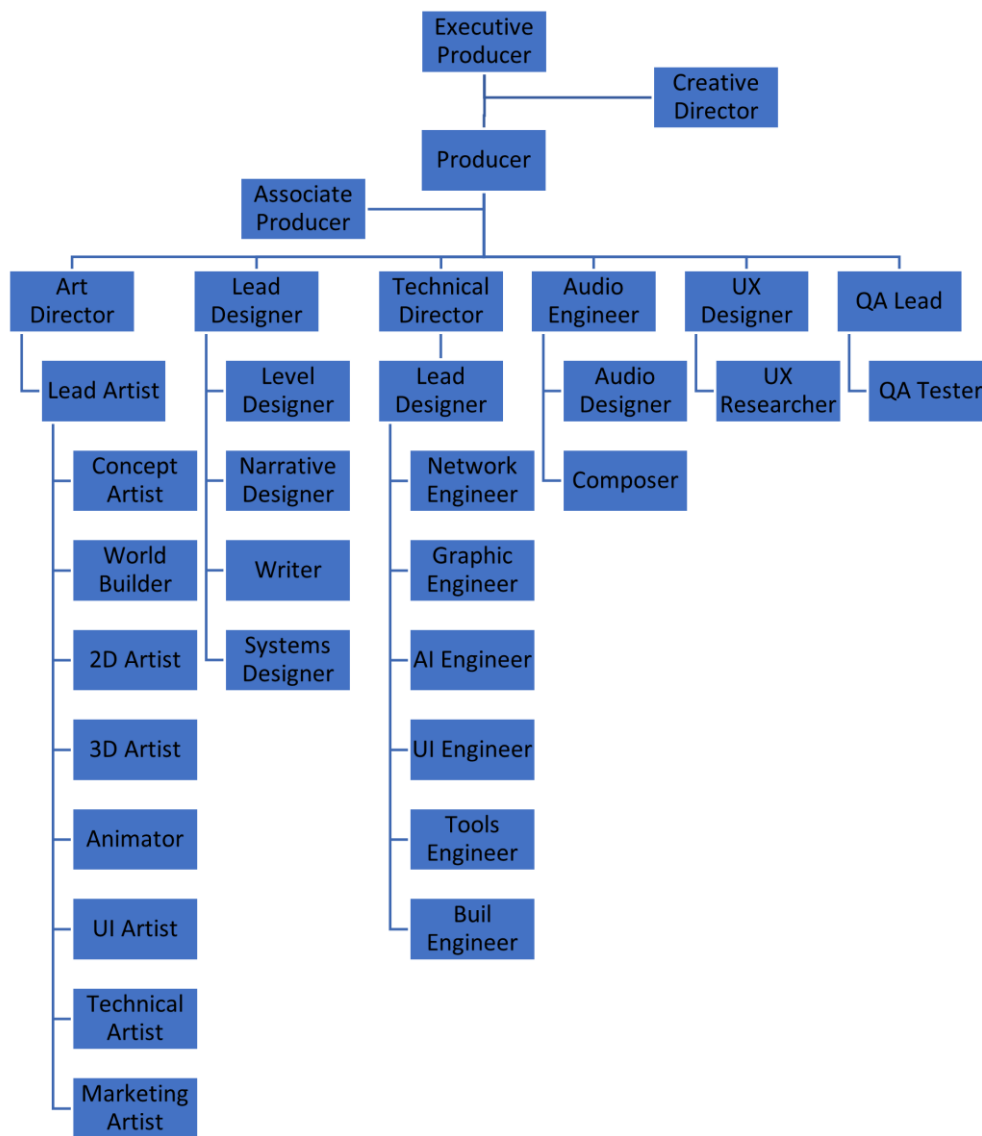 Executive
Producer
Creative
Director
Producer
Associate
Producer
Art
Director
Lead
Designer
Technical
Director
Audio
Engineer
UX
Designer
QA Lead
Lead Artist
Level
Designer
Lead
Designer
Audio
Designer
UX
Researcher
QA Tester
Concept
Artist
Narrative
Designer
Network
Engineer
Composer
World
Builder
Writer
Graphic
Engineer
2D Artist
Systems
Designer
AI Engineer
3D Artist
UI Engineer
Animator
Tools
Engineer
UI Artist
Buil
Engineer
Technical
Artist
Marketing
Artist